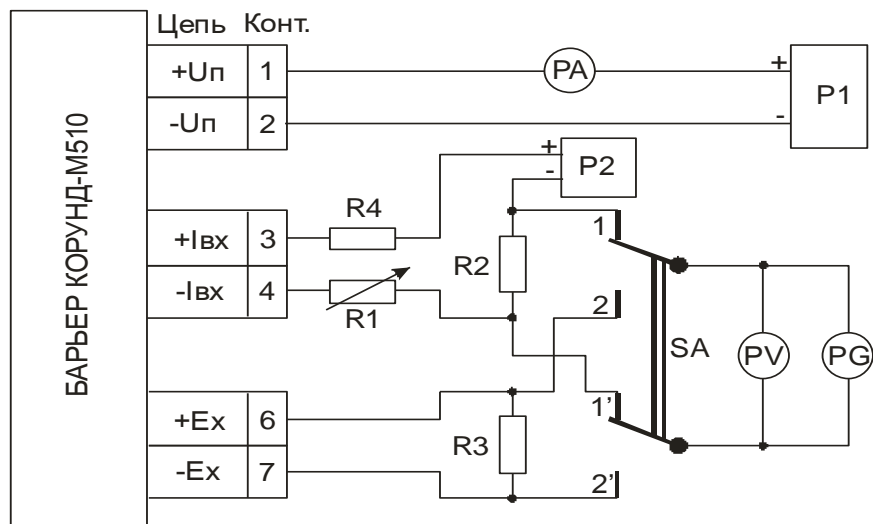 Цепь Конт.
+Uп 1
-Uп 2
PA
+
-
P1
БАРЬЕР КОРУНД-М510
+
-
P2
R4
+Iвх 3
-Iвх 4
R1
R2
1
2
SA
PV
PG
1'
+Ex 6
-Ex 7
R3
2'